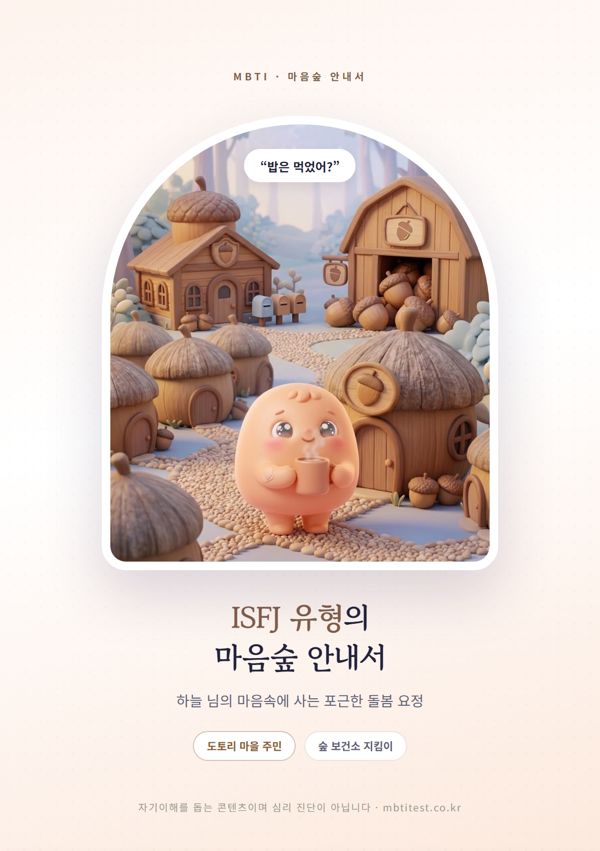 MBTI · 마음숲 안내서
“밥은 먹었어?”
ISFJ 유형의
마음숲 안내서
하늘 님의 마음속에 사는 포근한 돌봄 요정
도토리 마을 주민
숲 보건소 지킴이
자기이해를 돕는 콘텐츠이며 심리 진단이 아닙니다 · mbtitest.co.kr